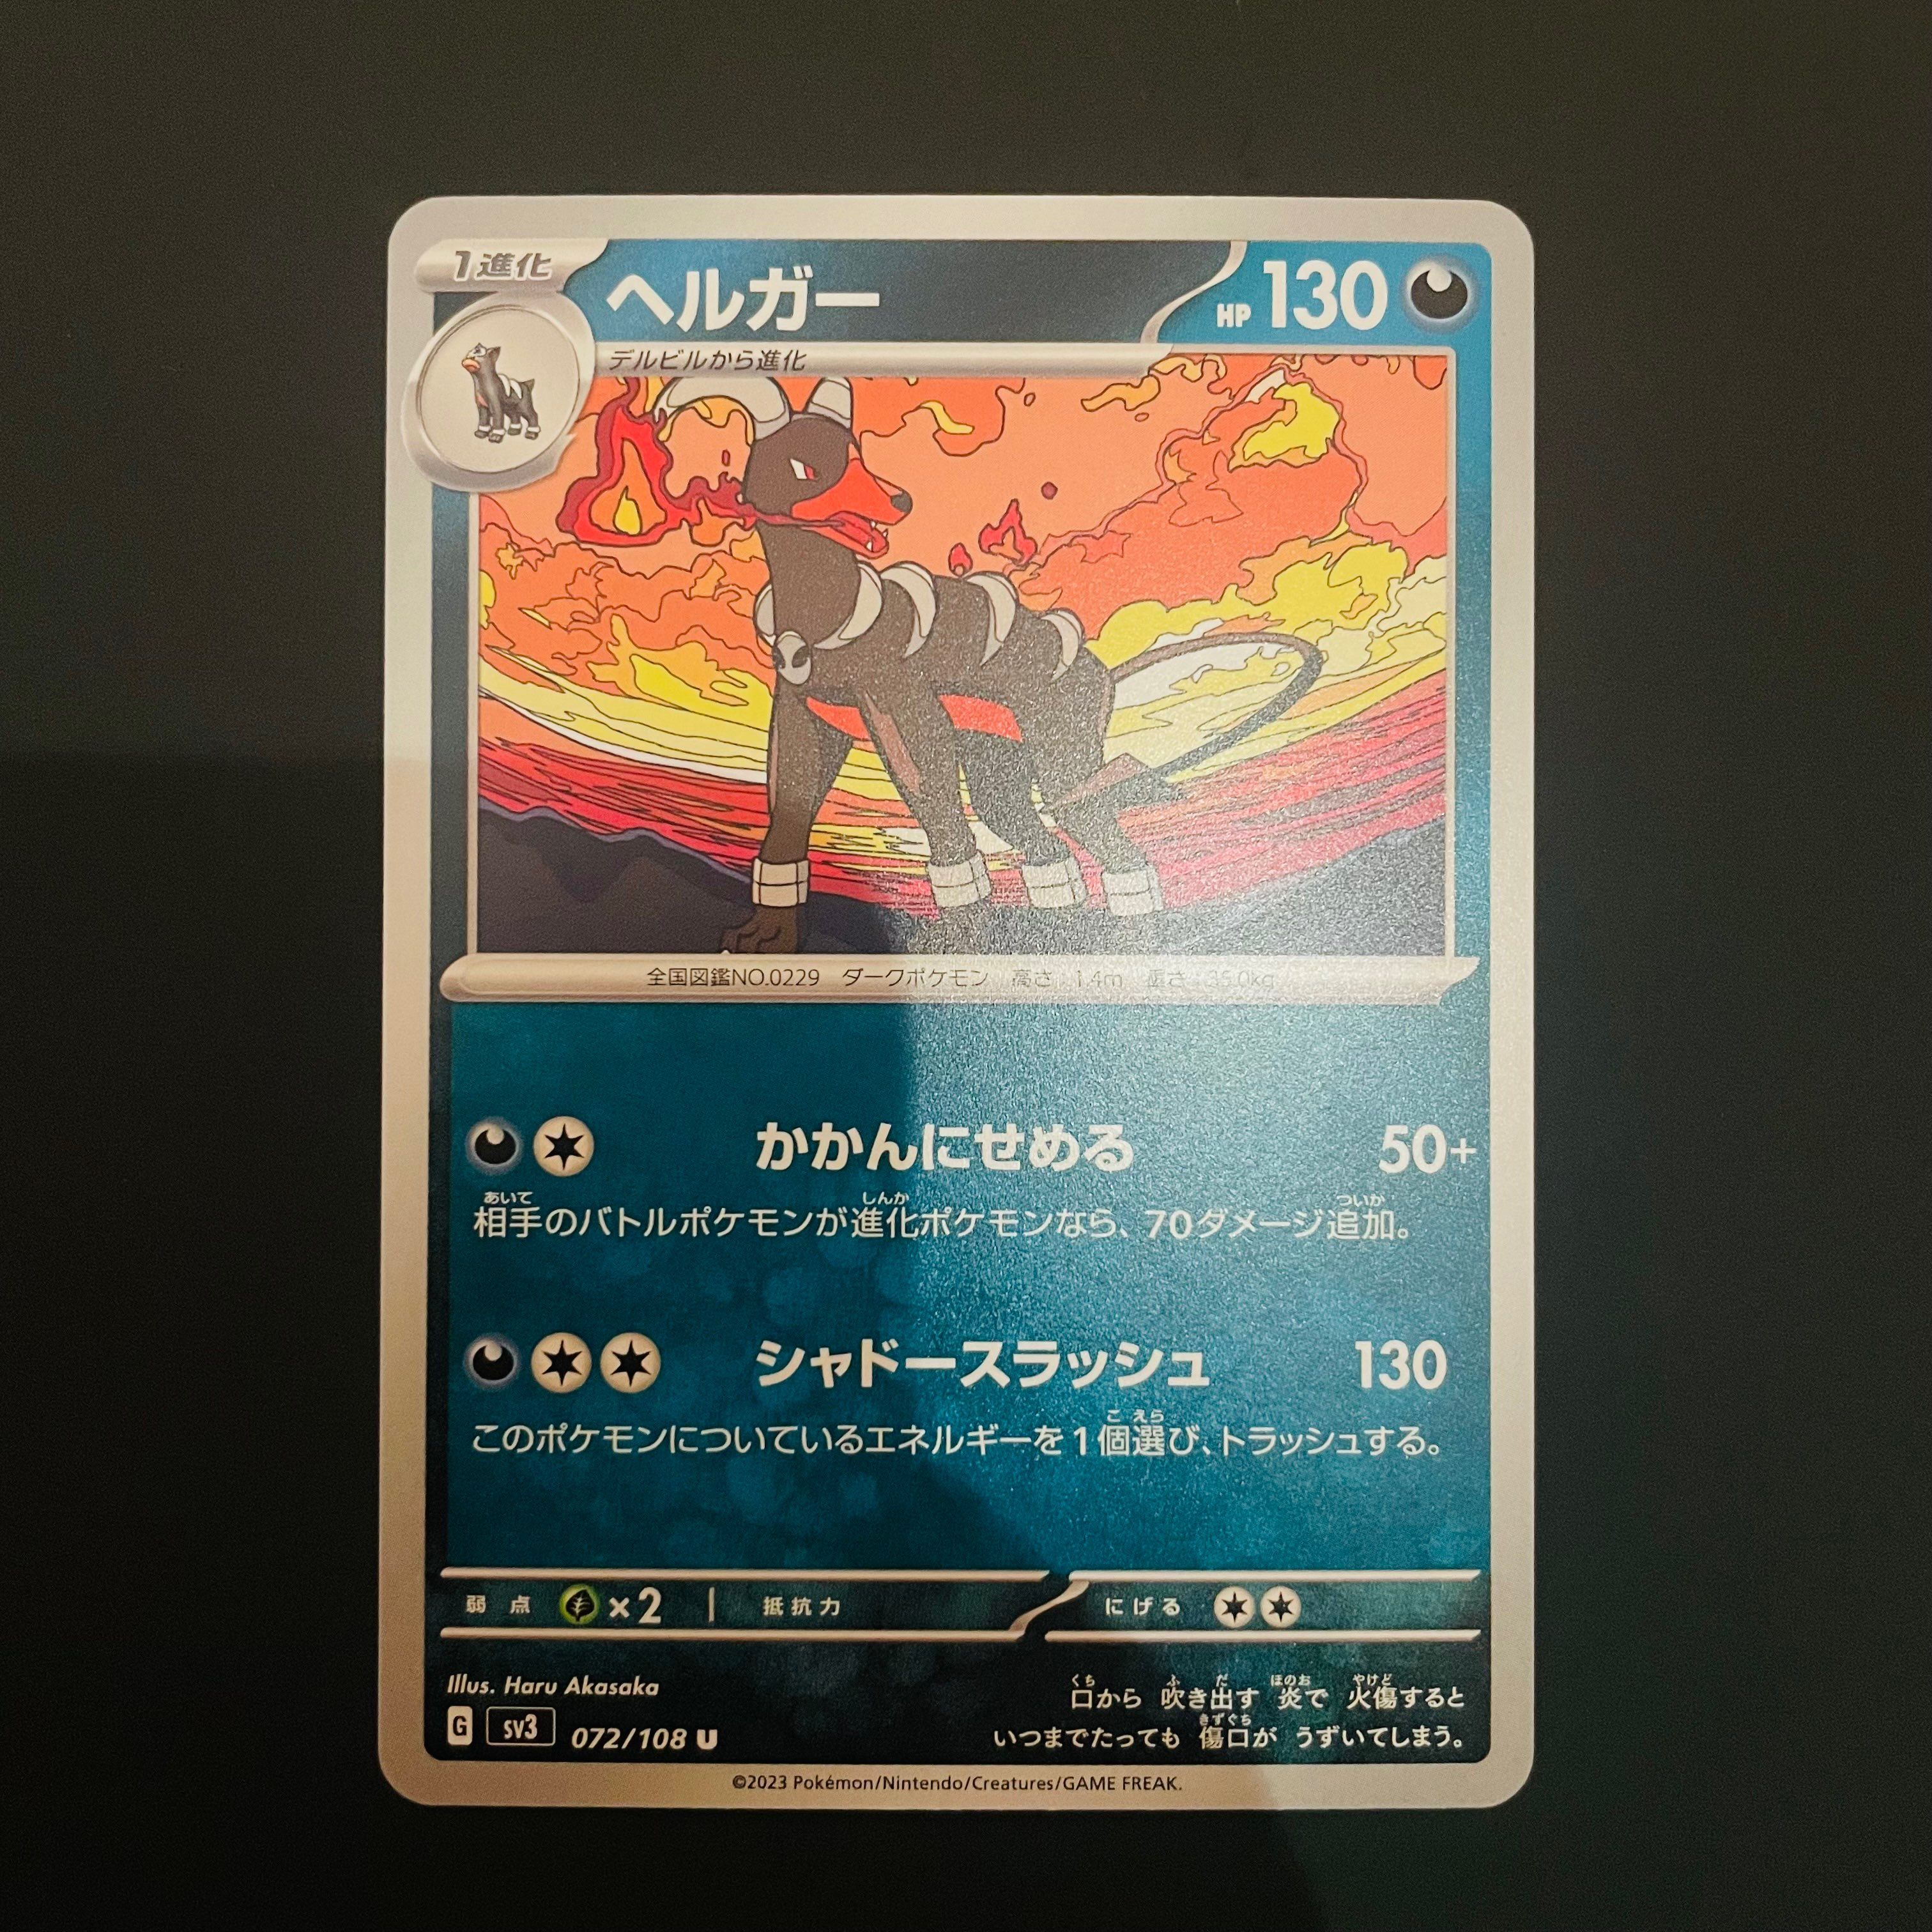 1進化
ヘルガー
HP 130
デルビルから進化
全国図鑑NO.0229 ダークポケモン 高さ：1.4m 重さ：35.0kg
かかんにせめる 50+
あいて しんか ついか
相手のバトルポケモンが進化ポケモンなら、70ダメージ追加。
シャドースラッシュ 130
こ えら
このポケモンについているエネルギーを1個選び、トラッシュする。
弱点 ×2 抵抗力 にげる
Illus. Haru Akasaka
くち ふ だ ほのお やけど
口から 吹き出す 炎で 火傷すると
きずぐち
いつまでたっても 傷口が うずいてしまう。
G sv3 072/108 U
©2023 Pokémon/Nintendo/Creatures/GAME FREAK.